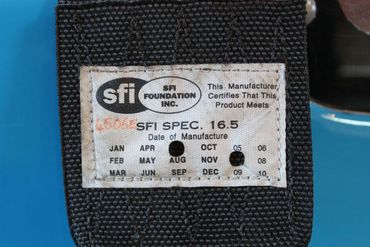 sfi
SFI
FOUNDATION
INC.
This Manufacturer
Certifies That This
Product Meets
SFI SPEC. 16.5
Date of Manufacture
JAN APR OCT 05 06
FEB MAY AUG NOV 08
MAR JUN SEP DEC 09 10